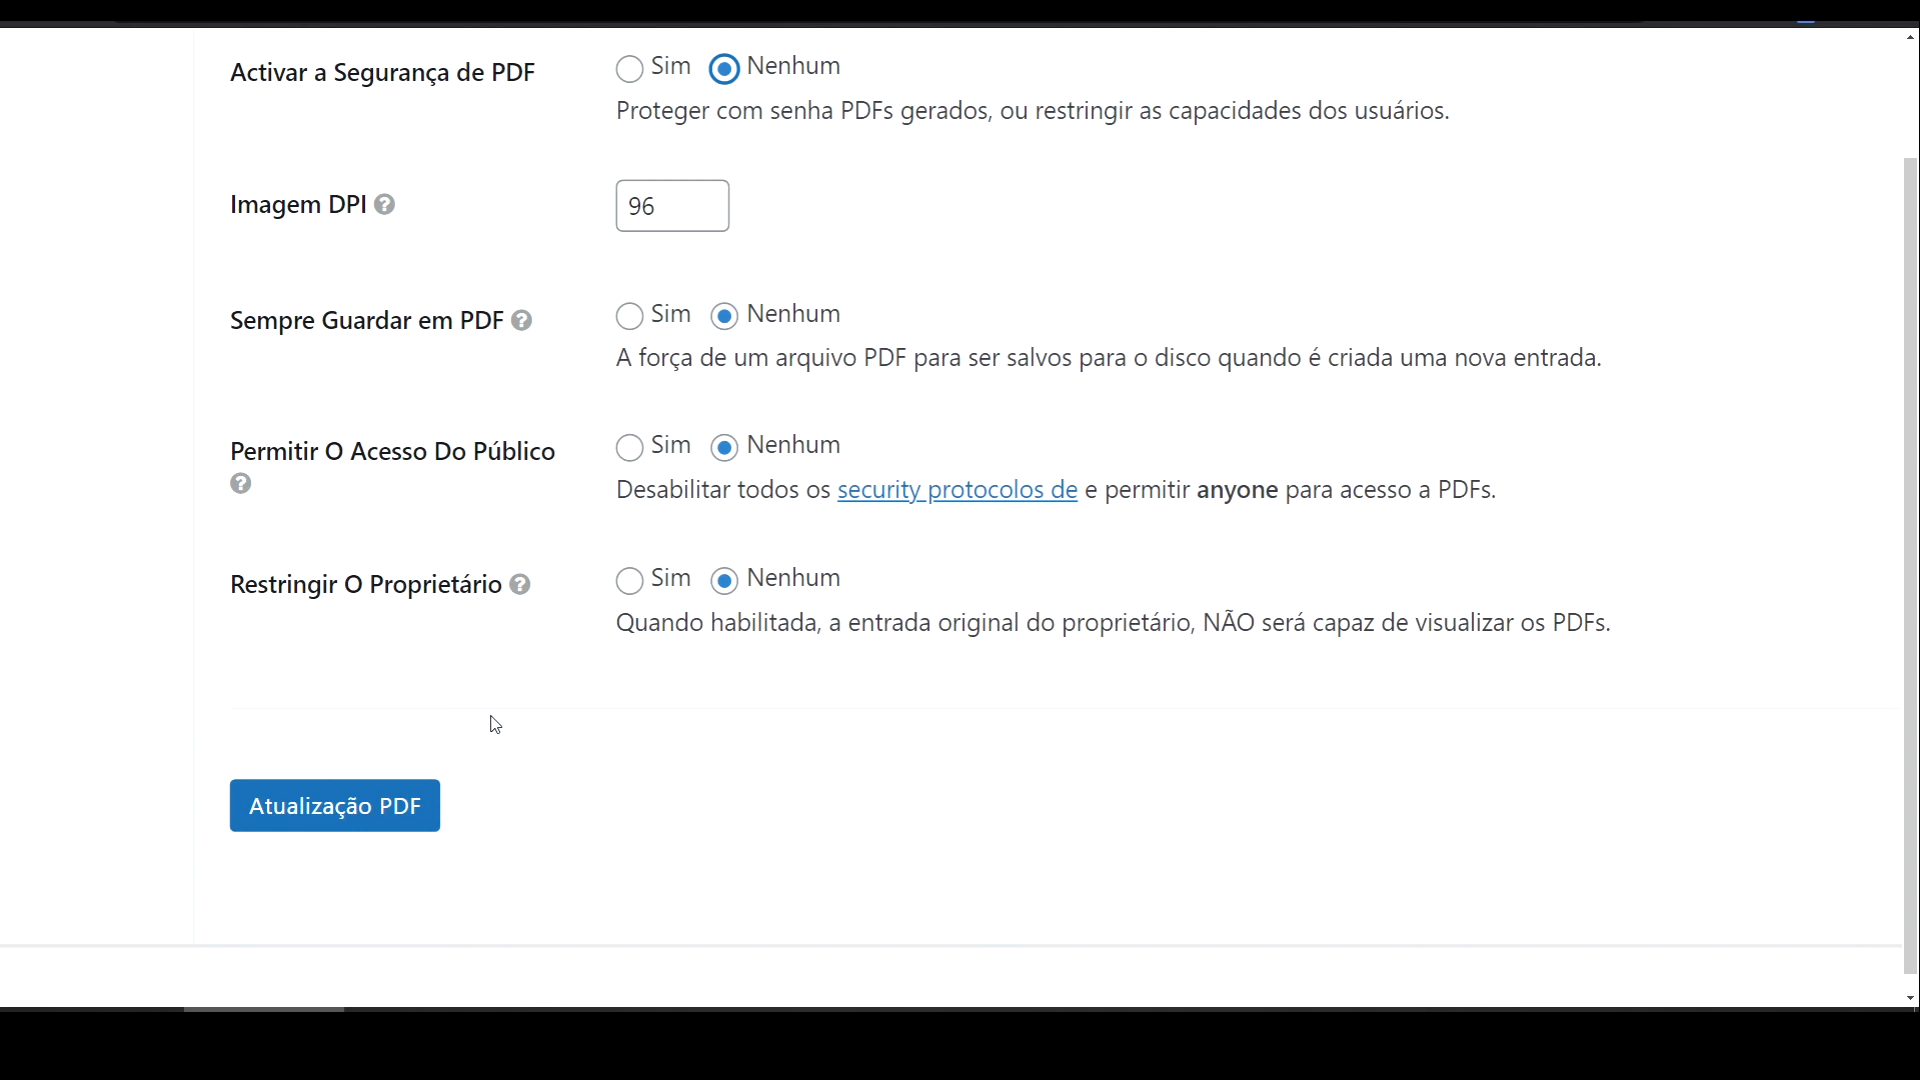 Activar a Segurança de PDF
Sim Nenhum
Proteger com senha PDFs gerados, ou restringir as capacidades dos usuários.
Imagem DPI ?
96
Sempre Guardar em PDF ?
Sim Nenhum
A força de um arquivo PDF para ser salvos para o disco quando é criada uma nova entrada.
Permitir O Acesso Do Público
?
Sim Nenhum
Desabilitar todos os security protocolos de e permitir anyone para acesso a PDFs.
Restringir O Proprietário ?
Sim Nenhum
Quando habilitada, a entrada original do proprietário, NÃO será capaz de visualizar os PDFs.
Atualização PDF